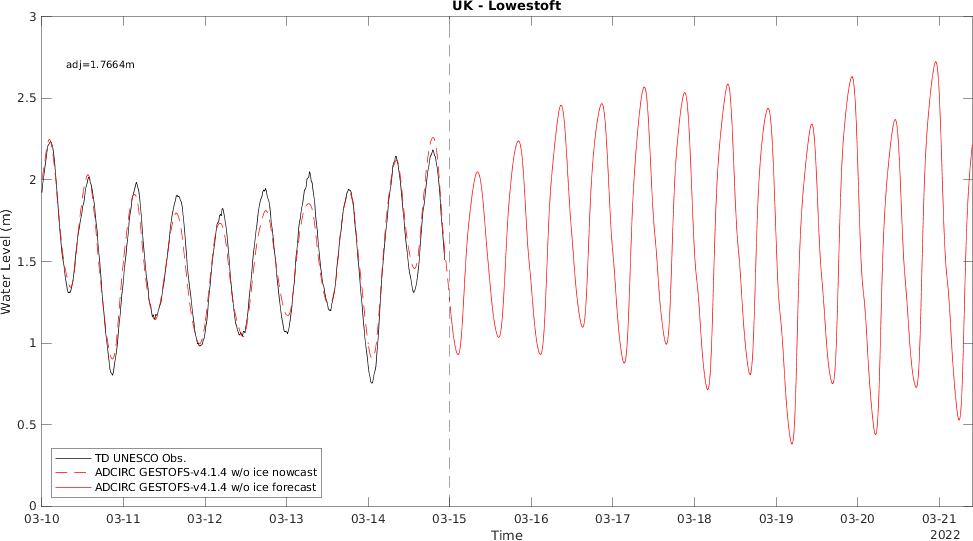 UK - Lowestoft
3
adj=1.7664m
2.5
2
1.5
Water Level (m)
1
0.5
TD UNESCO Obs.
ADCIRC GESTOFS-v4.1.4 w/o ice nowcast
ADCIRC GESTOFS-v4.1.4 w/o ice forecast
0
03-10 03-11 03-12 03-13 03-14 03-15 03-16 03-17 03-18 03-19 03-20 03-21
Time 2022